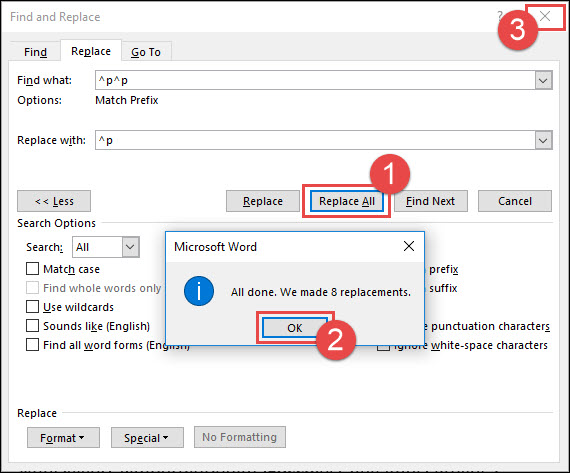 Find and Replace
?
3
Find
Replace
Go To
Find what:
^p^p
Options:
Match Prefix
Replace with:
^p
1
<< Less
Replace
Replace All
Find Next
Cancel
Search Options
Search:
All
Microsoft Word
Match case
prefix
Find whole words only
suffix
All done. We made 8 replacements.
Use wildcards
OK
2
Sounds like (English)
punctuation characters
Find all word forms (English)
Ignore white-space characters
Replace
Format
Special
No Formatting